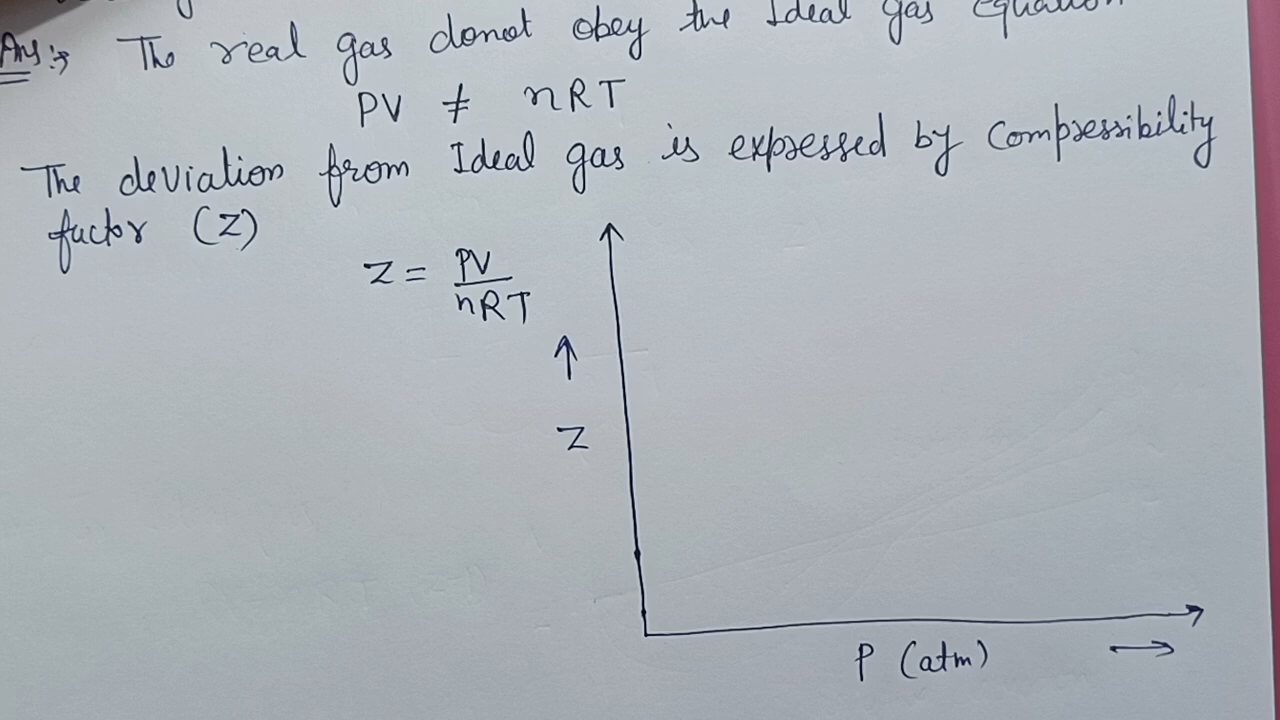 Ans :→ The real gas donot obey the Ideal gas Equation
PV ≠ nRT
The deviation from Ideal gas is expressed by Compressibility
factor (Z)
Z = PV/nRT
↑
Z
P (atm) →